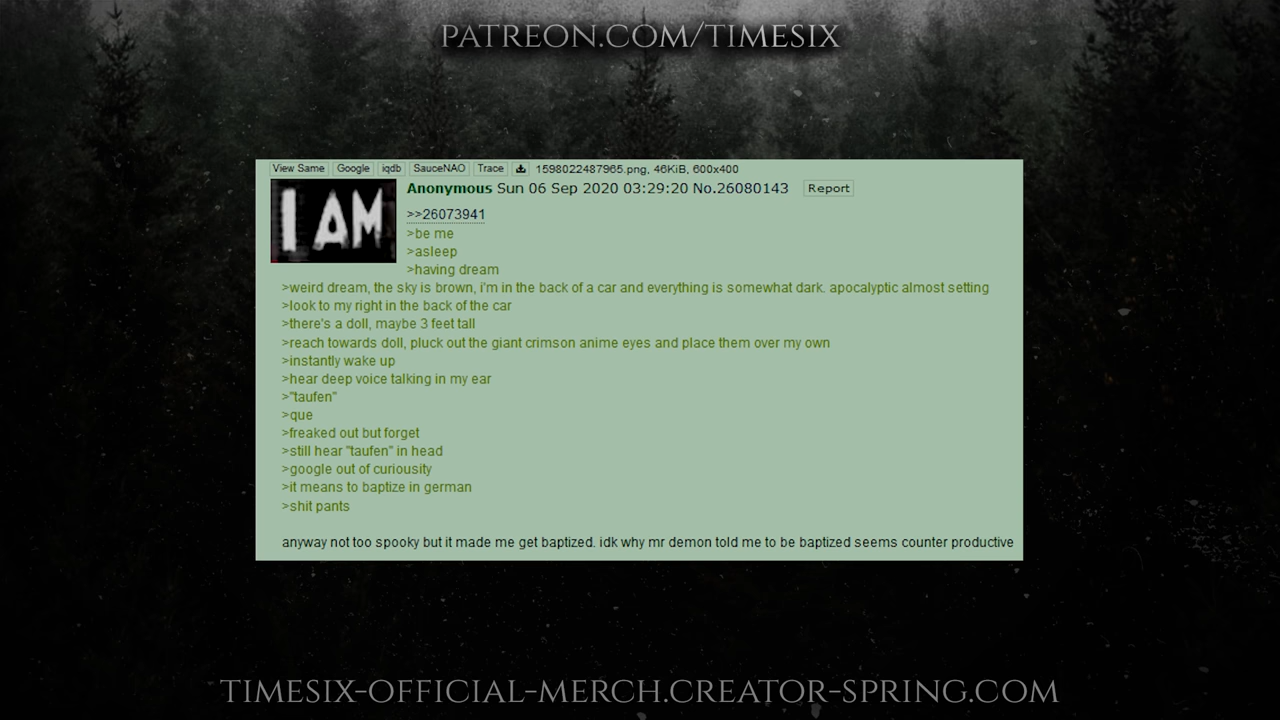 PATREON.COM/TIMESIX
View Same Google iqdb SauceNAO Trace 1598022487965.png, 46KiB, 600x400
I AM
Anonymous Sun 06 Sep 2020 03:29:20 No.26080143 Report
>>26073941
>be me
>asleep
>having dream
>weird dream, the sky is brown, i'm in the back of a car and everything is somewhat dark. apocalyptic almost setting
>look to my right in the back of the car
>there's a doll, maybe 3 feet tall
>reach towards doll, pluck out the giant crimson anime eyes and place them over my own
>instantly wake up
>hear deep voice talking in my ear
>"taufen"
>que
>freaked out but forget
>still hear "taufen" in head
>google out of curiousity
>it means to baptize in german
>shit pants
anyway not too spooky but it made me get baptized. idk why mr demon told me to be baptized seems counter productive
TIMESIX-OFFICIAL-MERCH.CREATOR-SPRING.COM